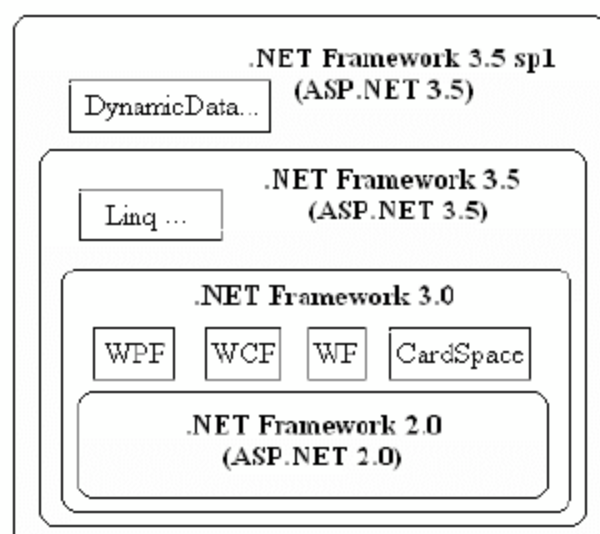 .NET Framework 3.5 sp1
(ASP.NET 3.5)
DynamicData...
.NET Framework 3.5
(ASP.NET 3.5)
Linq ...
.NET Framework 3.0
WPF WCF WF CardSpace
.NET Framework 2.0
(ASP.NET 2.0)